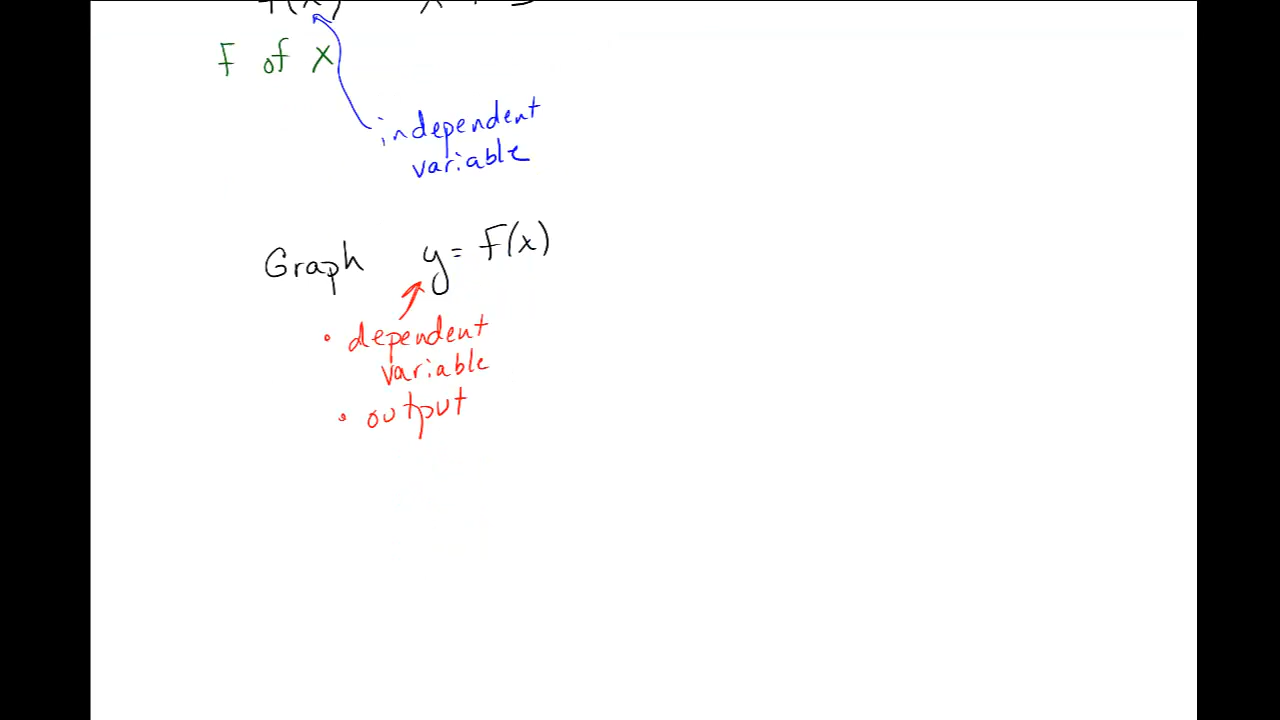 F of x
independent
variable
Graph y = F(x)
• dependent
variable
• output